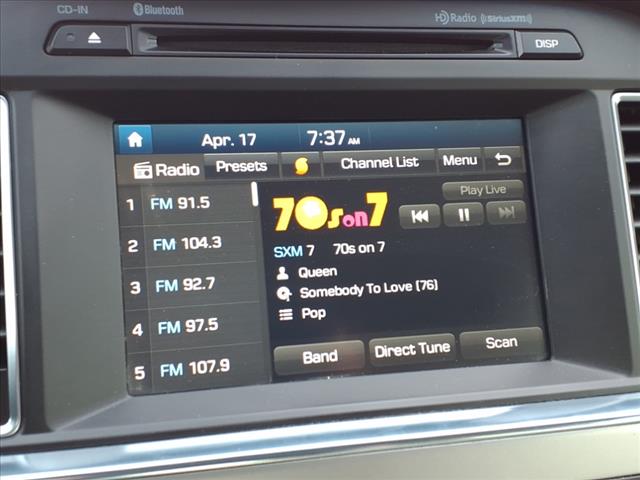 CD-IN Bluetooth HD Radio (((SiriusXM)))
DISP
Apr. 17 7:37 AM
Radio Presets Channel List Menu
1 FM 91.5
2 FM 104.3
3 FM 92.7
4 FM 97.5
5 FM 107.9
Play Live
70s on 7
SXM 7 70s on 7
Queen
Somebody To Love (76)
Pop
Band Direct Tune Scan